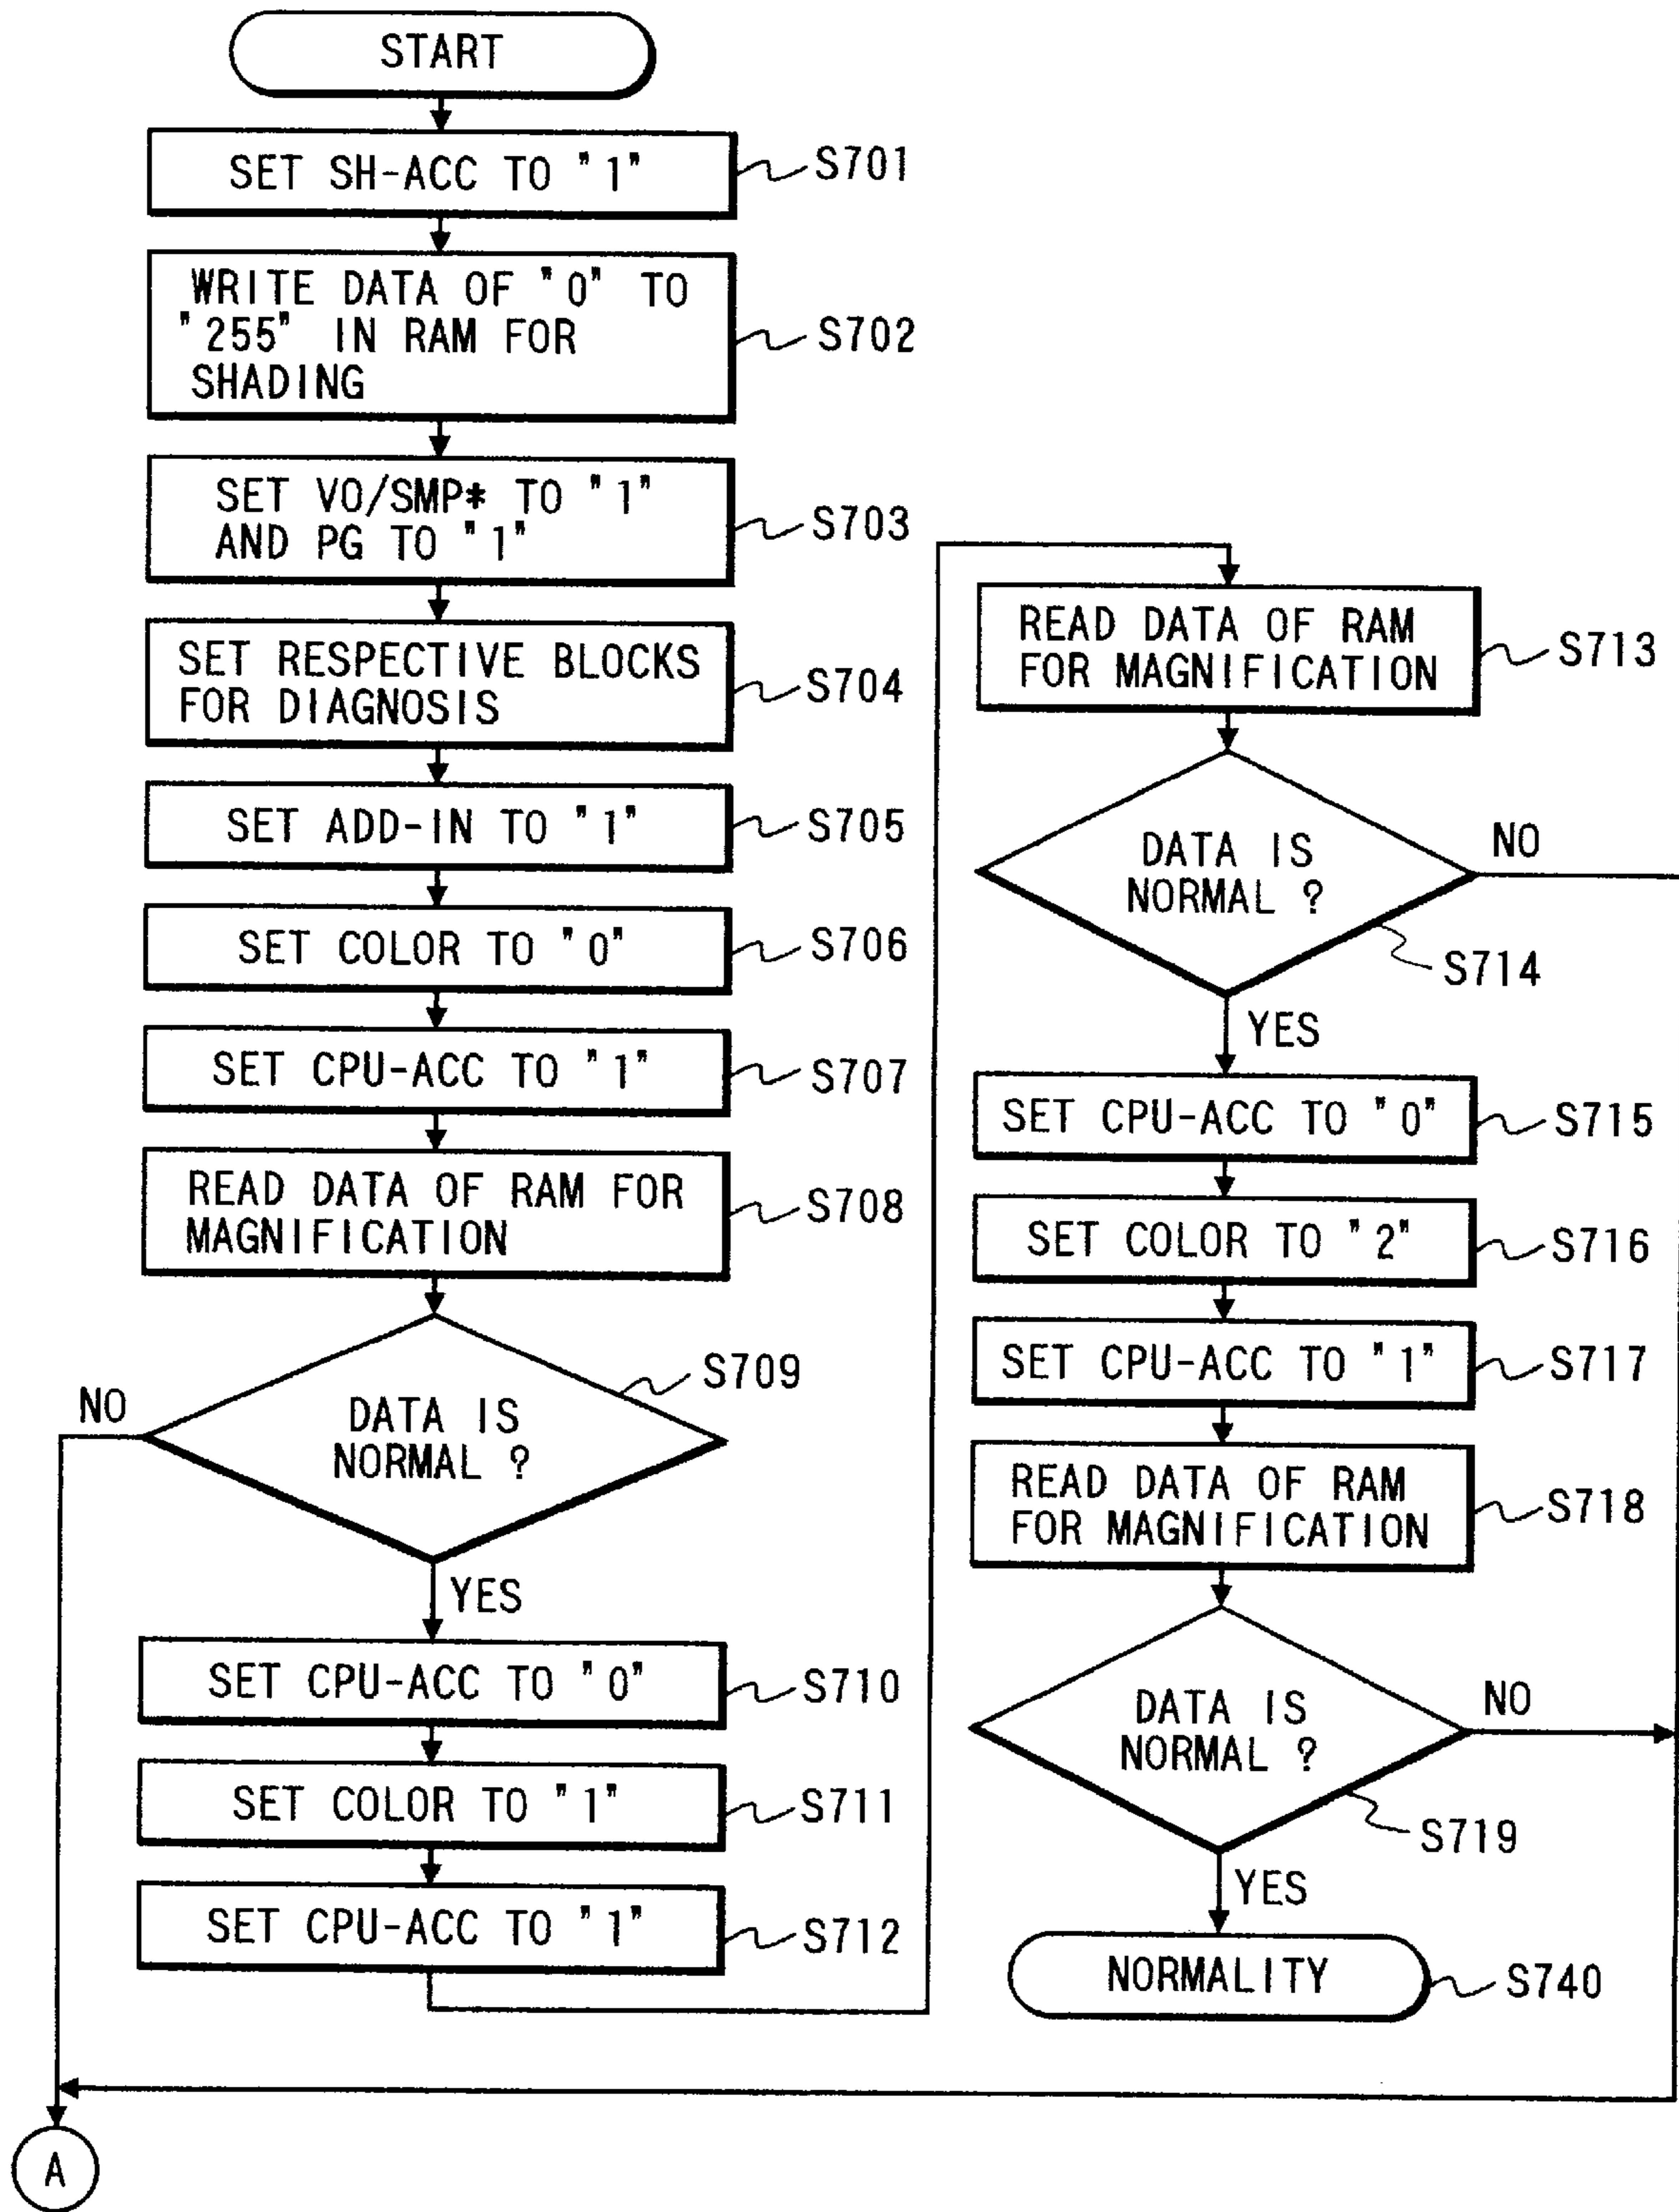 START
SET SH-ACC TO "1"
S701
WRITE DATA OF "0" TO
"255" IN RAM FOR
SHADING
S702
SET VO/SMP* TO "1"
AND PG TO "1"
S703
SET RESPECTIVE BLOCKS
FOR DIAGNOSIS
S704
SET ADD-IN TO "1"
S705
SET COLOR TO "0"
S706
SET CPU-ACC TO "1"
S707
READ DATA OF RAM FOR
MAGNIFICATION
S708
S709
DATA IS
NORMAL ?
NO
YES
SET CPU-ACC TO "0"
S710
SET COLOR TO "1"
S711
SET CPU-ACC TO "1"
S712
READ DATA OF RAM
FOR MAGNIFICATION
S713
DATA IS
NORMAL ?
NO
S714
YES
SET CPU-ACC TO "0"
S715
SET COLOR TO "2"
S716
SET CPU-ACC TO "1"
S717
READ DATA OF RAM
FOR MAGNIFICATION
S718
DATA IS
NORMAL ?
NO
S719
YES
NORMALITY
S740
A